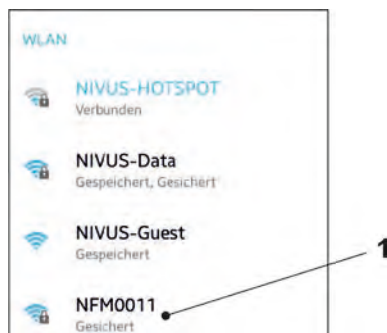 WLAN
NIVUS-HOTSPOT
Verbunden
NIVUS-Data
Gespeichert, Gesichert
NIVUS-Guest
Gespeichert
1
NFM0011
Gesichert